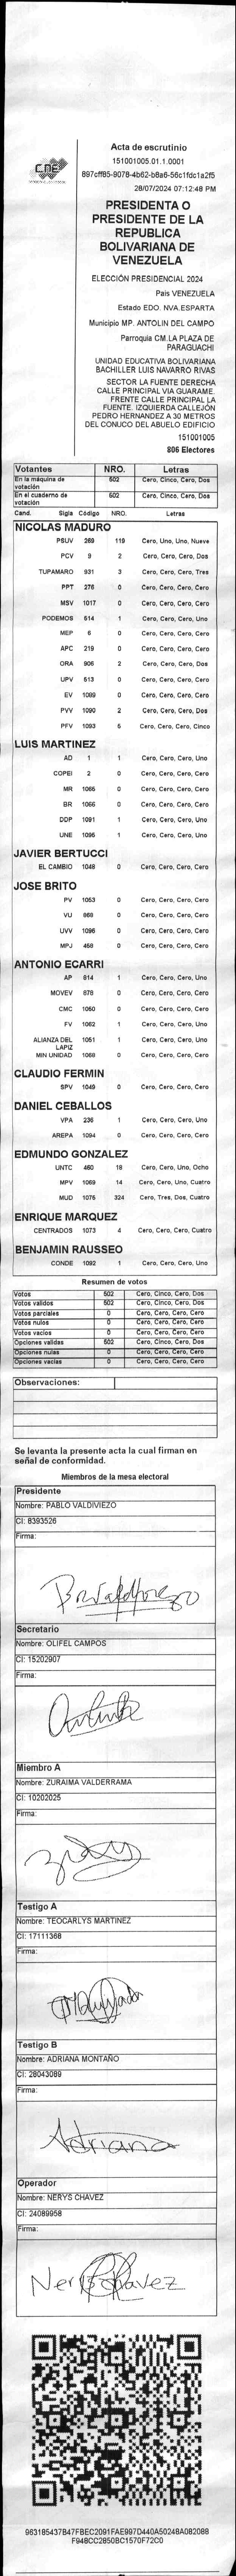 CNE
Acta de escrutinio
151001005.01.1.0001
897cff85-9078-4b62-b8a6-56c1fdc1a2f5
28/07/2024 07:12:48 PM
PRESIDENTA O
PRESIDENTE DE LA
REPUBLICA
BOLIVARIANA DE
VENEZUELA
ELECCIÓN PRESIDENCIAL 2024
País VENEZUELA
Estado EDO. NVA.ESPARTA
Municipio MP. ANTOLIN DEL CAMPO
Parroquia CM.LA PLAZA DE
PARAGUACHI
UNIDAD EDUCATIVA BOLIVARIANA
BACHILLER LUIS NAVARRO RIVAS
SECTOR LA FUENTE DERECHA
CALLE PRINCIPAL VIA GUARAME.
FRENTE CALLE PRINCIPAL LA
FUENTE. IZQUIERDA CALLEJÓN
PEDRO HERNANDEZ A 30 METROS
DEL CONUCO DEL ABUELO EDIFICIO
151001005
806 Electores
Votantes NRO. Letras
En la máquina de votación 502 Cero, Cinco, Cero, Dos
En el cuaderno de votación 502 Cero, Cinco, Cero, Dos
Cand. Sigla Código NRO. Letras
NICOLAS MADURO
PSUV 269 119 Cero, Uno, Uno, Nueve
PCV 9 2 Cero, Cero, Cero, Dos
TUPAMARO 931 3 Cero, Cero, Cero, Tres
PPT 276 0 Cero, Cero, Cero, Cero
MSV 1017 0 Cero, Cero, Cero, Cero
PODEMOS 514 1 Cero, Cero, Cero, Uno
MEP 6 0 Cero, Cero, Cero, Cero
APC 219 0 Cero, Cero, Cero, Cero
ORA 906 2 Cero, Cero, Cero, Dos
UPV 513 0 Cero, Cero, Cero, Cero
EV 1089 0 Cero, Cero, Cero, Cero
PVV 1090 2 Cero, Cero, Cero, Dos
PFV 1093 5 Cero, Cero, Cero, Cinco
LUIS MARTINEZ
AD 1 1 Cero, Cero, Cero, Uno
COPEI 2 0 Cero, Cero, Cero, Cero
MR 1065 0 Cero, Cero, Cero, Cero
BR 1066 0 Cero, Cero, Cero, Cero
DDP 1091 1 Cero, Cero, Cero, Uno
UNE 1095 1 Cero, Cero, Cero, Uno
JAVIER BERTUCCI
EL CAMBIO 1048 0 Cero, Cero, Cero, Cero
JOSE BRITO
PV 1053 0 Cero, Cero, Cero, Cero
VU 0 Cero, Cero, Cero, Cero
UVV 1096 0 Cero, Cero, Cero, Cero
MPJ 458 0 Cero, Cero, Cero, Cero
ANTONIO ECARRI
AP 814 1 Cero, Cero, Cero, Uno
MOVEV 878 0 Cero, Cero, Cero, Cero
CMC 1050 0 Cero, Cero, Cero, Cero
FV 1062 1 Cero, Cero, Cero, Uno
ALIANZA DEL LAPIZ 1051 1 Cero, Cero, Cero, Uno
MIN UNIDAD 1068 0 Cero, Cero, Cero, Cero
CLAUDIO FERMIN
SPV 1049 0 Cero, Cero, Cero, Cero
DANIEL CEBALLOS
VPA 236 1 Cero, Cero, Cero, Uno
AREPA 1094 0 Cero, Cero, Cero, Cero
EDMUNDO GONZALEZ
UNTC 460 18 Cero, Cero, Uno, Ocho
MPV 1069 14 Cero, Cero, Uno, Cuatro
MUD 1075 324 Cero, Tres, Dos, Cuatro
ENRIQUE MARQUEZ
CENTRADOS 1073 4 Cero, Cero, Cero, Cuatro
BENJAMIN RAUSSEO
CONDE 1092 1 Cero, Cero, Cero, Uno
Resumen de votos
Votos 502 Cero, Cinco, Cero, Dos
Votos validos 502 Cero, Cinco, Cero, Dos
Votos parciales 0 Cero, Cero, Cero, Cero
Votos nulos 0 Cero, Cero, Cero, Cero
Votos vacios 0 Cero, Cero, Cero, Cero
Opciones validas 502 Cero, Cinco, Cero, Dos
Opciones nulas 0 Cero, Cero, Cero, Cero
Opciones vacias 0 Cero, Cero, Cero, Cero
Observaciones:
Se levanta la presente acta la cual firman en
señal de conformidad.
Miembros de la mesa electoral
Presidente
Nombre: PABLO VALDIVIEZO
CI: 8393526
Firma:
Secretario
Nombre: OLIFEL CAMPOS
CI: 15202907
Firma:
Miembro A
Nombre: ZURAIMA VALDERRAMA
CI: 10202025
Firma:
Testigo A
Nombre: TEOCARLYS MARTINEZ
CI: 17111368
Firma:
Testigo B
Nombre: ADRIANA MONTAÑO
CI: 28043089
Firma:
Adriana
Operador
Nombre: NERYS CHAVEZ
CI: 24089958
Firma:
Nerys Chavez
963185437B47FBEC2091FAE997D440A50248A082088
F948CC2850BC1570F72C0